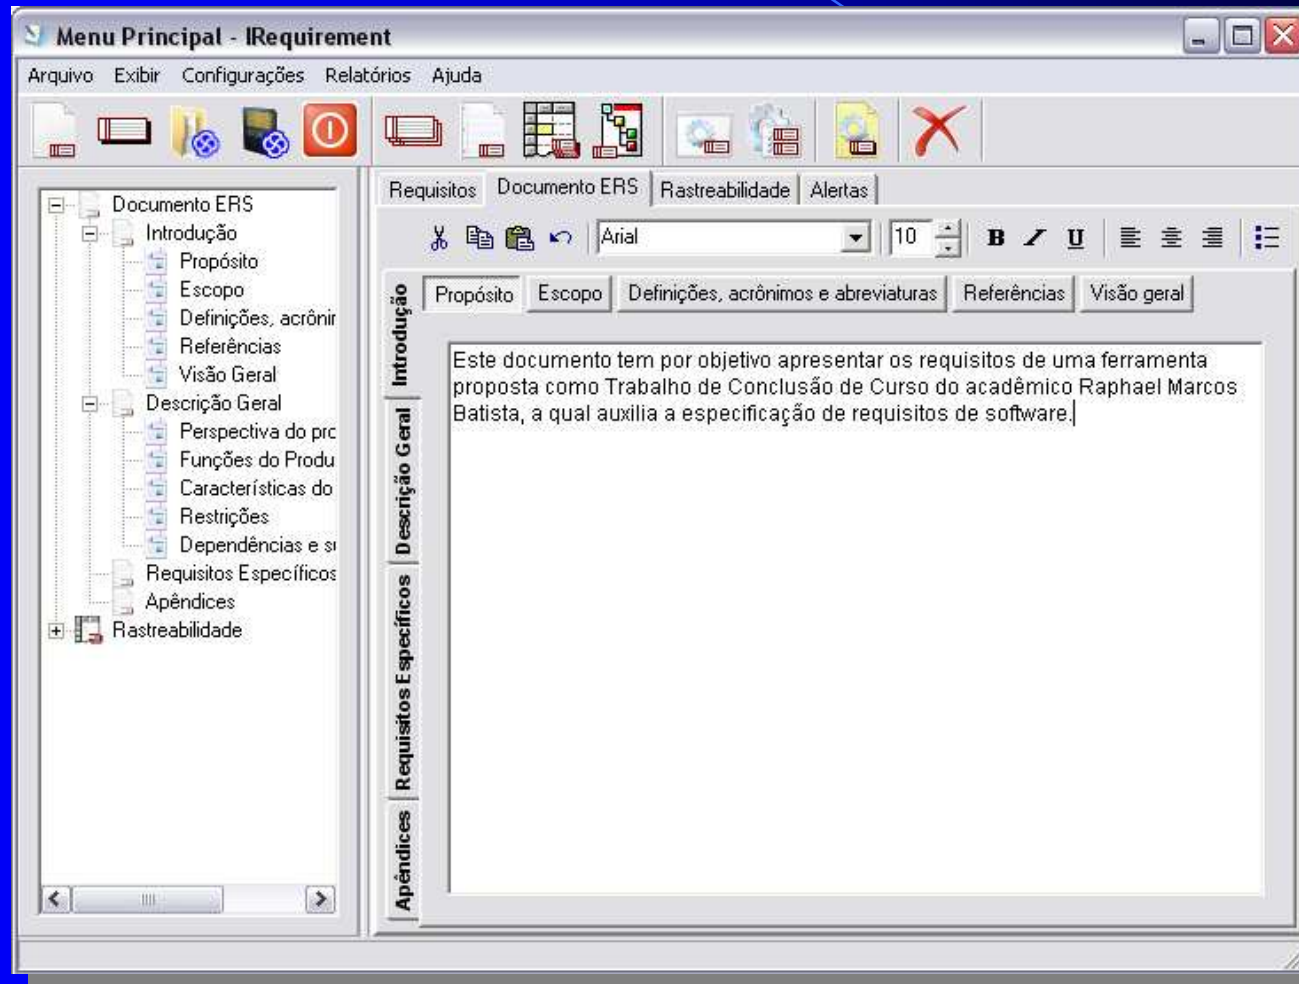 Menu Principal - IRequirement
Arquivo Exibir Configurações Relatórios Ajuda
Documento ERS
Introdução
Propósito
Escopo
Definições, acrônir
Referências
Visão Geral
Descrição Geral
Perspectiva do prc
Funções do Produ
Características do
Restrições
Dependências e su
Requisitos Específicos
Apêndices
Rastreabilidade
Requisitos Documento ERS Rastreabilidade Alertas
Arial 10 B I U
Introdução
Descrição Geral
Requisitos Específicos
Apêndices
Propósito Escopo Definições, acrônimos e abreviaturas Referências Visão geral
Este documento tem por objetivo apresentar os requisitos de uma ferramenta
proposta como Trabalho de Conclusão de Curso do acadêmico Raphael Marcos
Batista, a qual auxilia a especificação de requisitos de software.